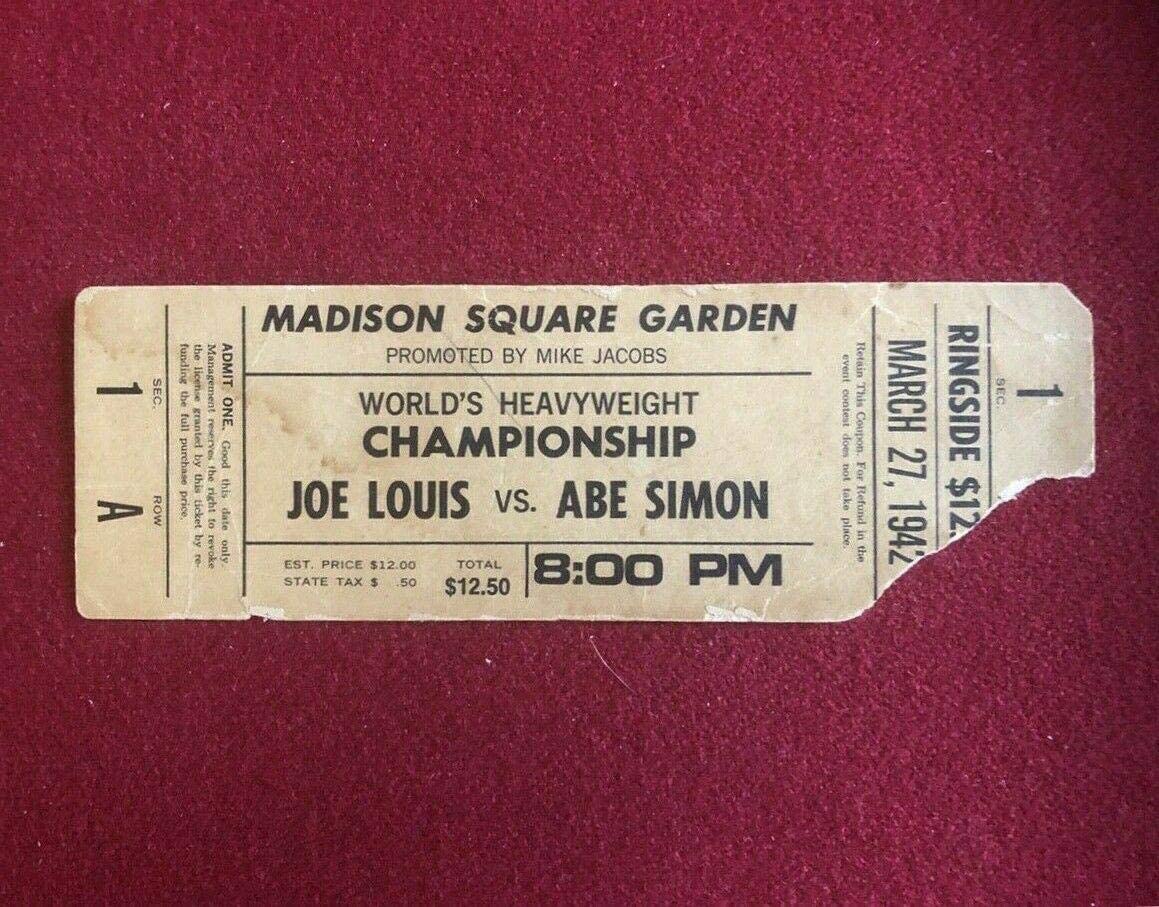 1
SEC.
ROW
A
ADMIT ONE. Good this date only
Management reserves the right to revoke
the license granted by this ticket by re-
funding the full purchase price.
MADISON SQUARE GARDEN
PROMOTED BY MIKE JACOBS
WORLD'S HEAVYWEIGHT
CHAMPIONSHIP
JOE LOUIS VS. ABE SIMON
EST. PRICE $12.00
STATE TAX $ .50
TOTAL
$12.50
8:00 PM
Retain This Coupon. For Refund in the
event contest does not take place.
MARCH 27, 1942
RINGSIDE $12
SEC.
1